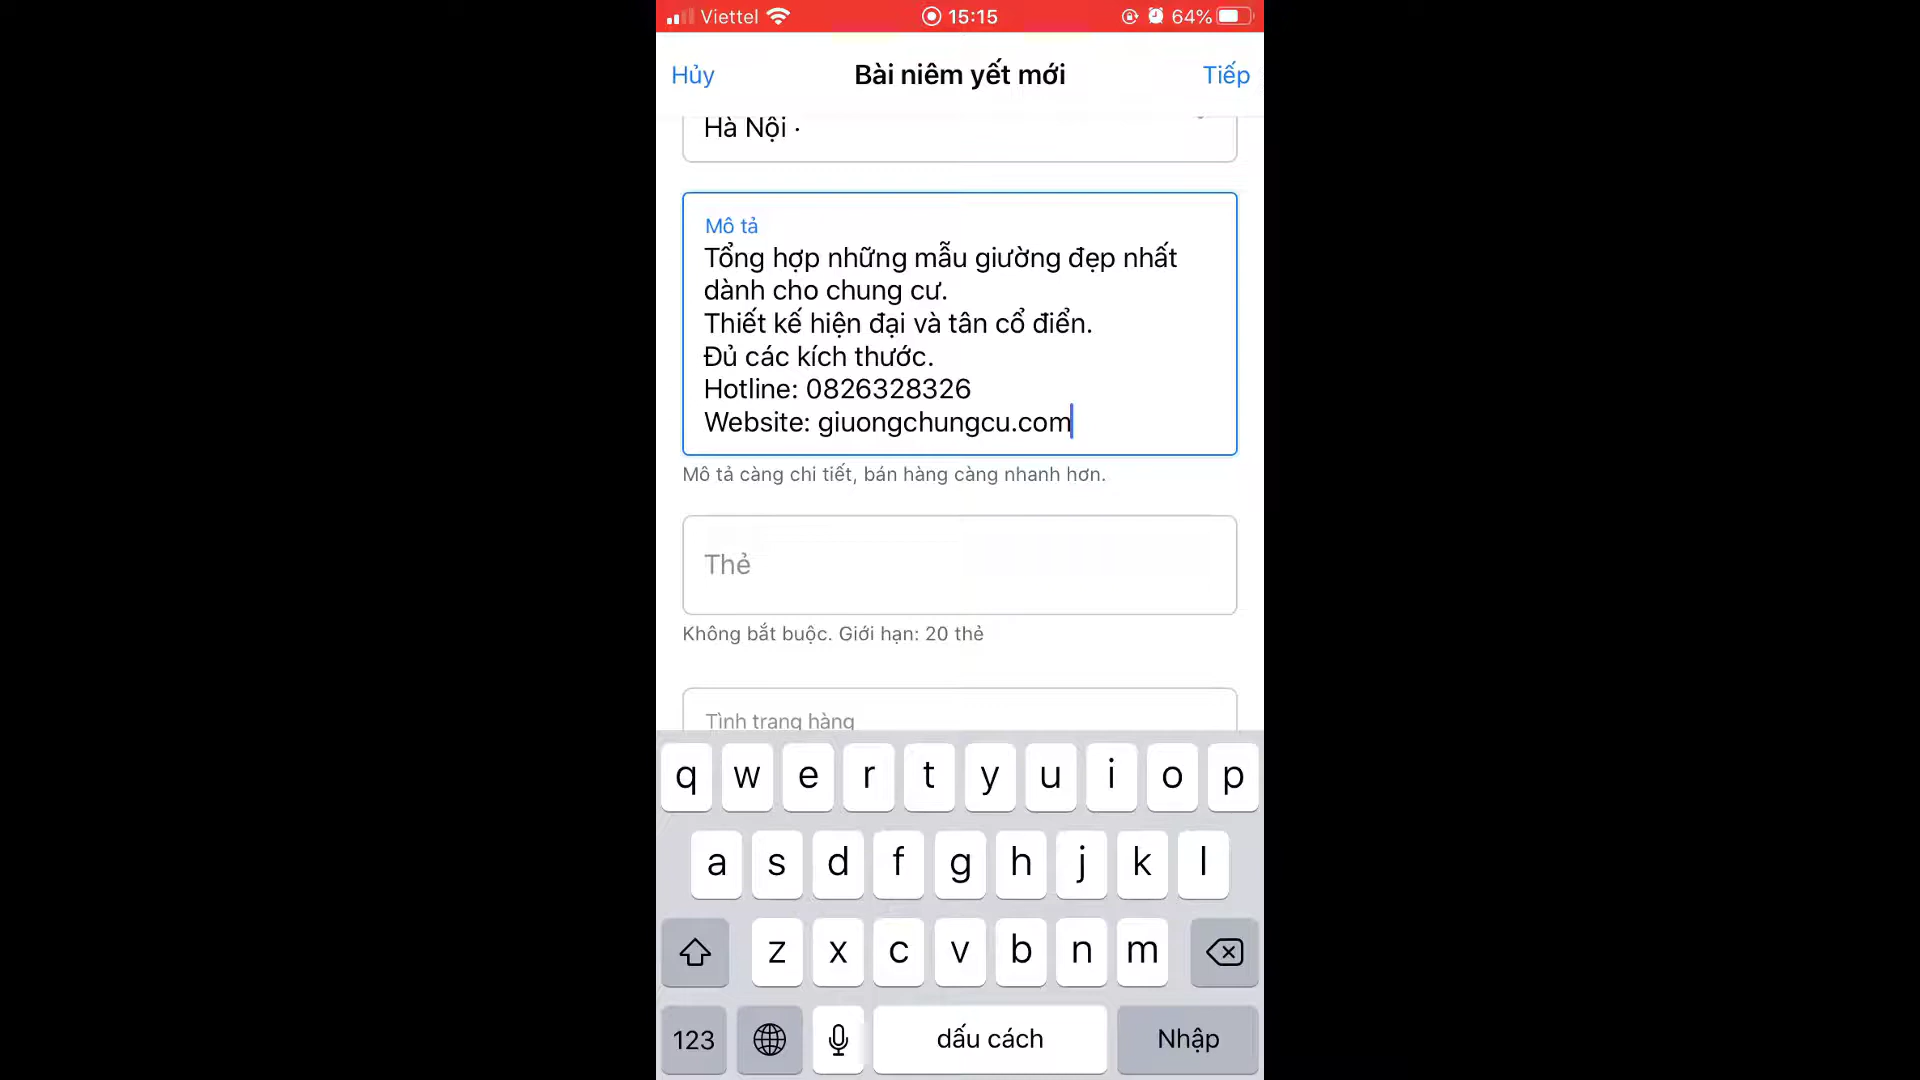 Viettel 15:15 64%
Hủy Bài niêm yết mới Tiếp
Hà Nội ·
Mô tả
Tổng hợp những mẫu giường đẹp nhất
dành cho chung cư.
Thiết kế hiện đại và tân cổ điển.
Đủ các kích thước.
Hotline: 0826328326
Website: giuongchungcu.com
Mô tả càng chi tiết, bán hàng càng nhanh hơn.
Thẻ
Không bắt buộc. Giới hạn: 20 thẻ
Tình trạng hàng
q w e r t y u i o p
a s d f g h j k l
z x c v b n m
123 dấu cách Nhập